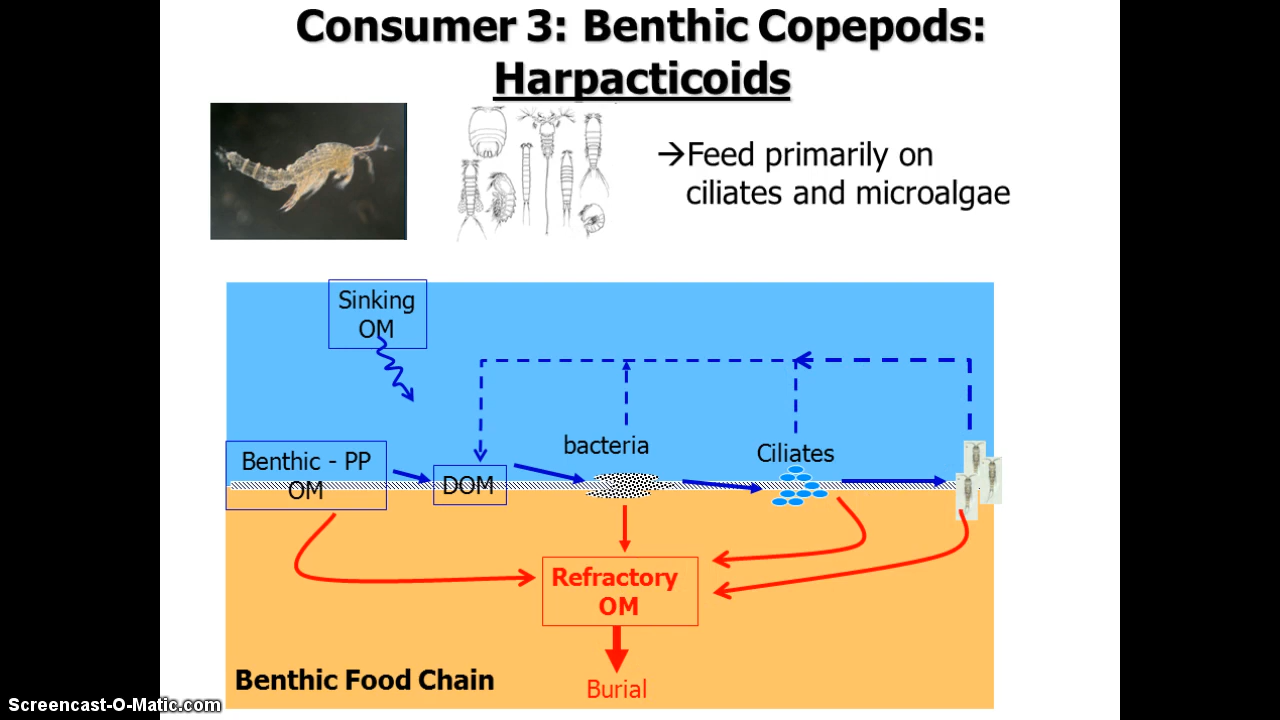 Consumer 3: Benthic Copepods:
Harpacticoids
→Feed primarily on
ciliates and microalgae
Sinking
OM
bacteria
Ciliates
Benthic - PP
OM
DOM
Refractory
OM
Benthic Food Chain
Burial
Screencast-O-Matic.com